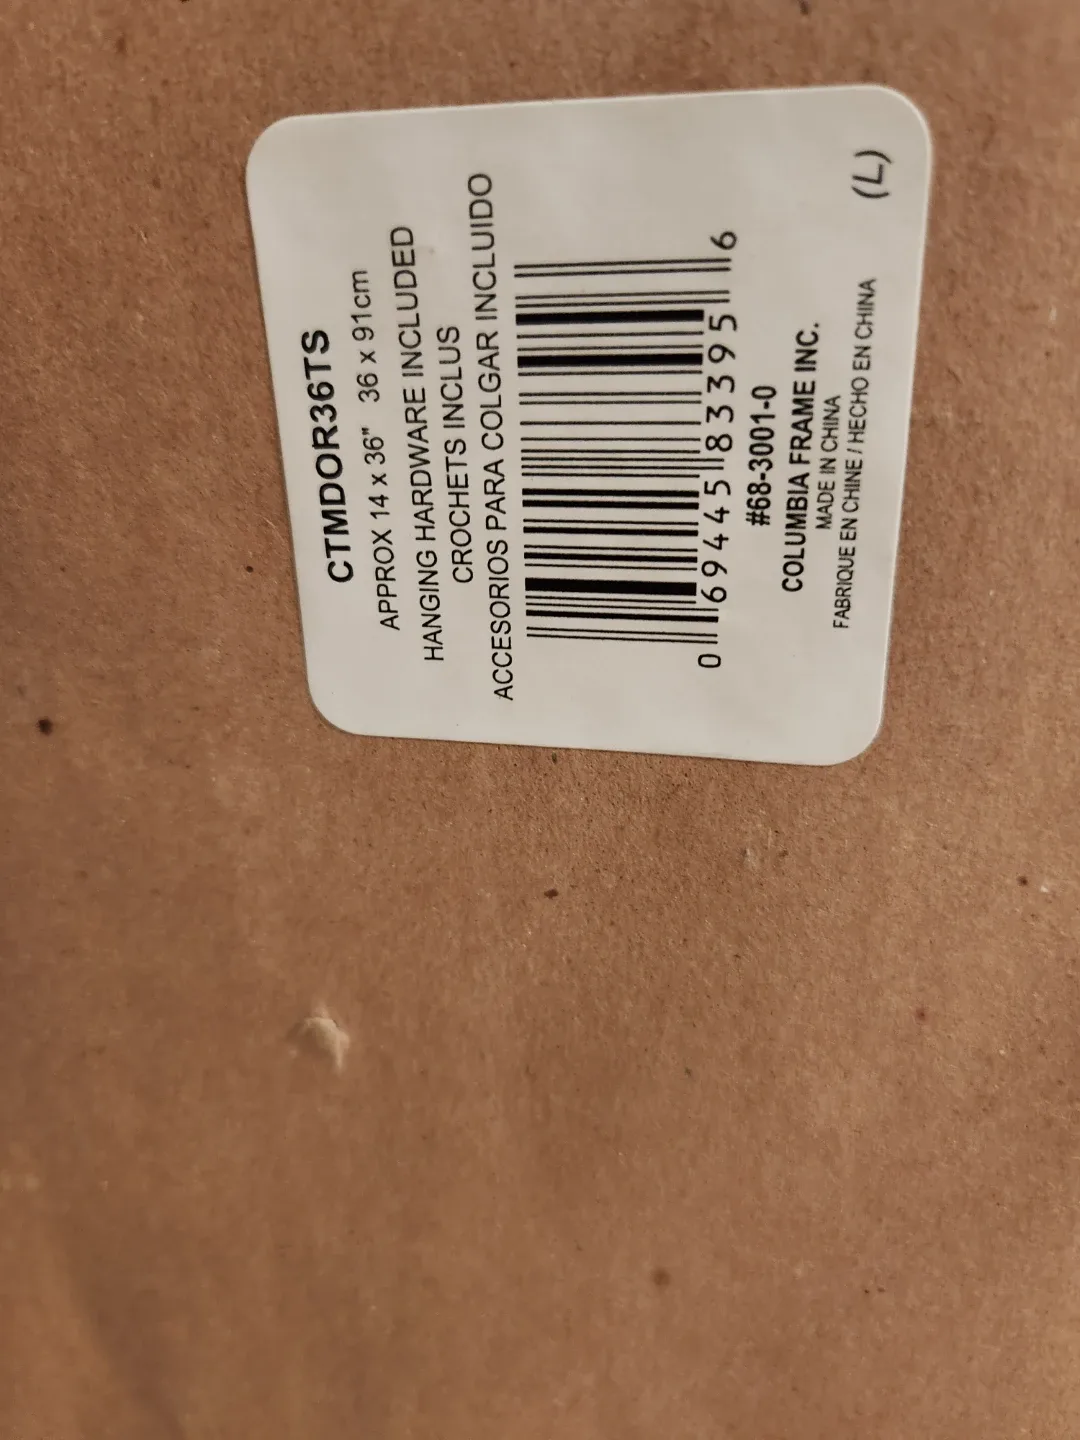 CTMDOR36TS
APPROX 14 x 36" 36 x 91cm
HANGING HARDWARE INCLUDED
CROCHETS INCLUS
ACCESORIOS PARA COLGAR INCLUIDO
0 69445 83395 6
#68-3001-0
COLUMBIA FRAME INC.
MADE IN CHINA
FABRIQUE EN CHINE / HECHO EN CHINA
(L)